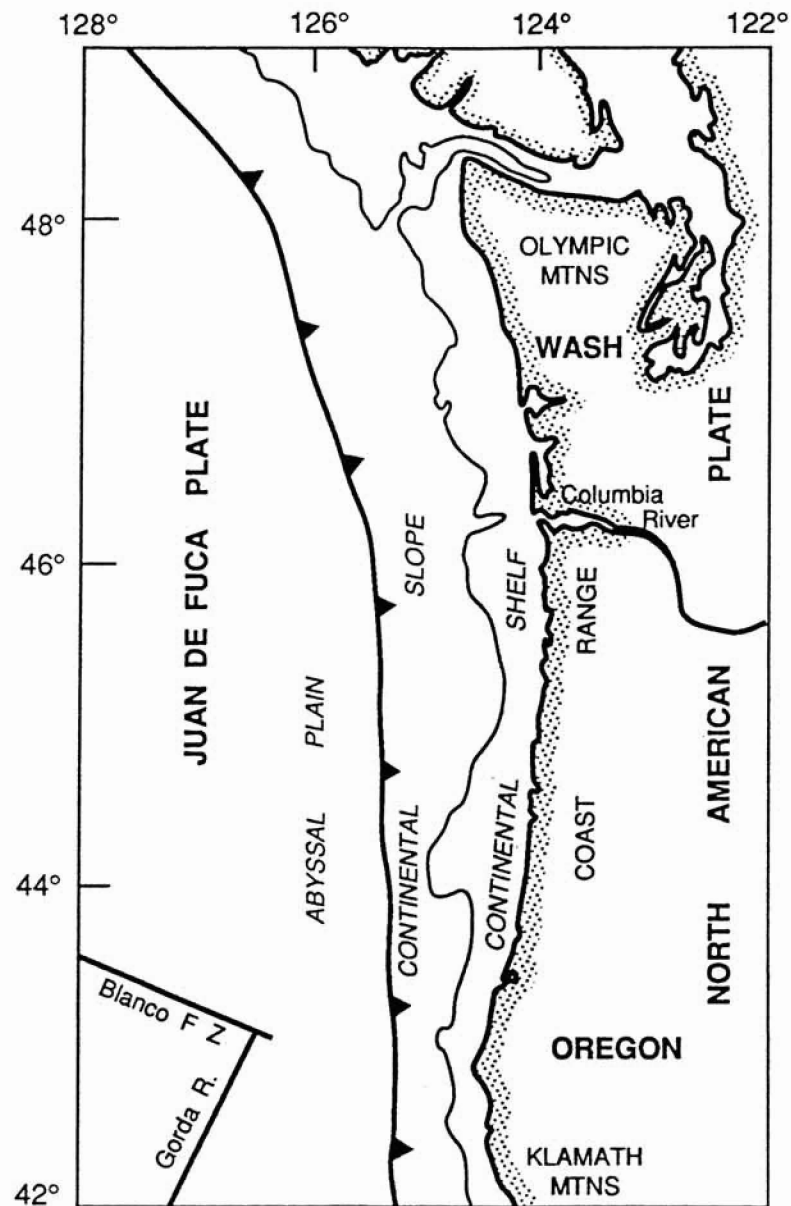 128°
126°
124°
122°
48°
OLYMPIC
MTNS
WASH
JUAN DE FUCA PLATE
PLATE
Columbia
River
46°
SLOPE
SHELF
RANGE
ABYSSAL PLAIN
CONTINENTAL
CONTINENTAL
COAST
NORTH AMERICAN
44°
Blanco F Z
Gorda R.
OREGON
KLAMATH
MTNS
42°